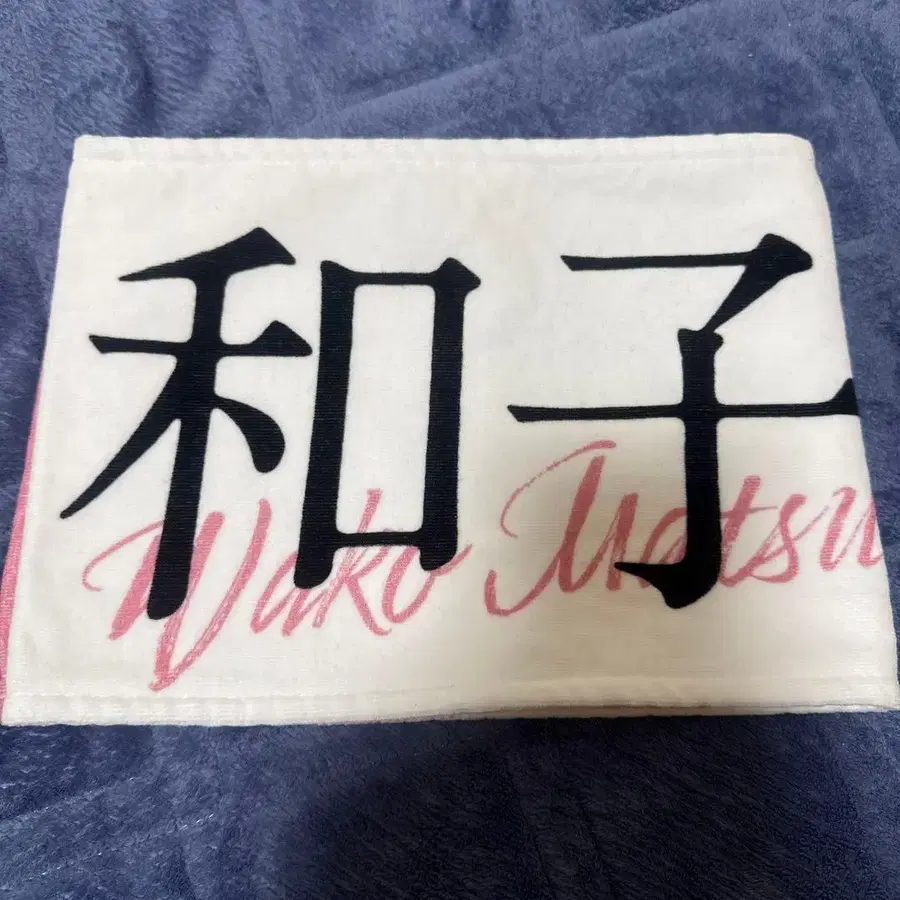 和子
Wako Matsu